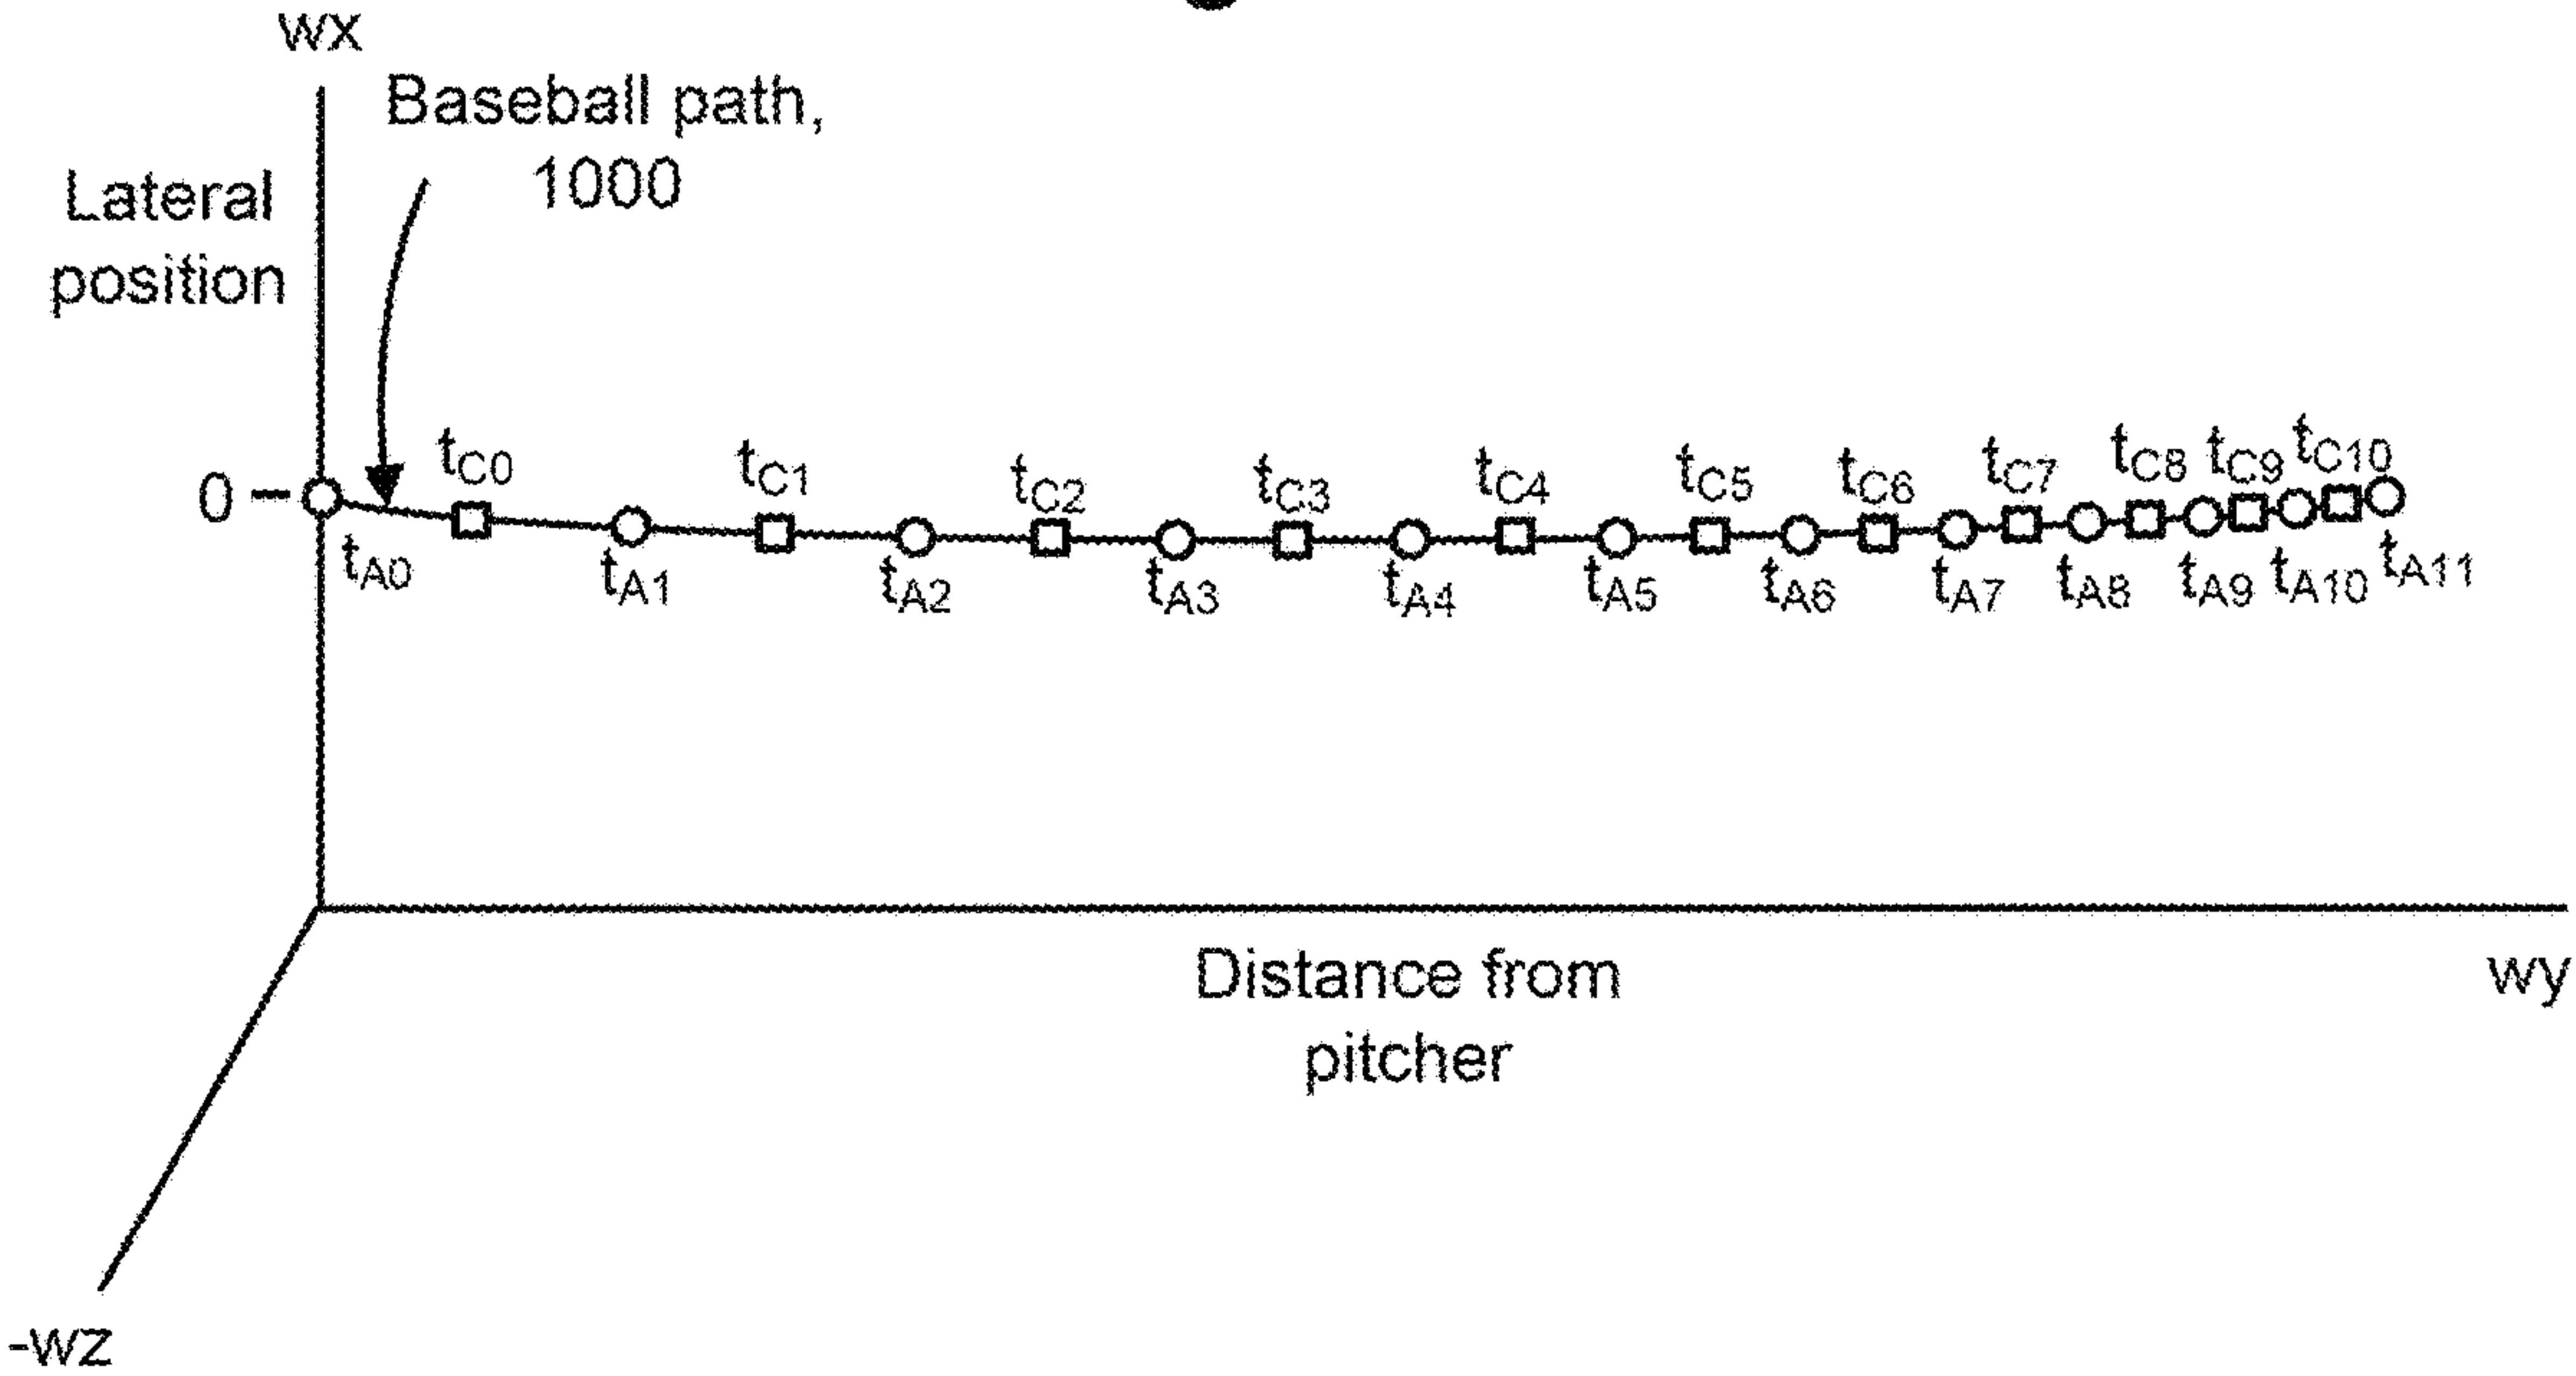 wx
Baseball path,
1000
Lateral
position
0
tC0 tC1 tC2 tC3 tC4 tC5 tC6 tC7 tC8 tC9 tC10
tA0 tA1 tA2 tA3 tA4 tA5 tA6 tA7 tA8 tA9 tA10 tA11
Distance from
pitcher
wy
-wz